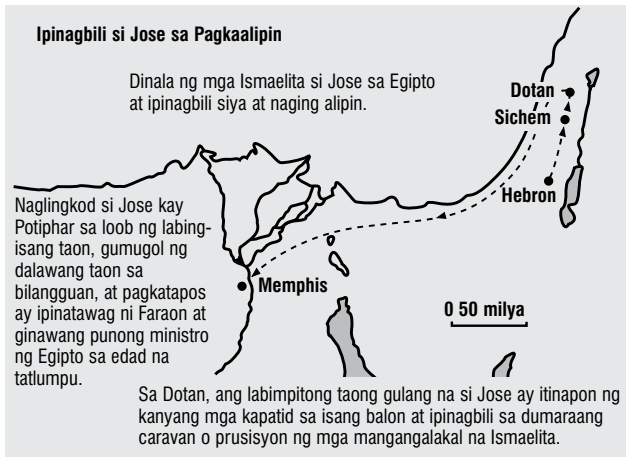 Ipinagbili si Jose sa Pagkaalipin
Dinala ng mga Ismaelita si Jose sa Egipto
at ipinagbili siya at naging alipin.
Dotan
Sichem
Hebron
Naglingkod si Jose kay
Potiphar sa loob ng labing-
isang taon, gumugol ng
dalawang taon sa
bilangguan, at pagkatapos
ay ipinatawag ni Faraon at
ginawang punong ministro
ng Egipto sa edad na
tatlumpu.
Memphis
0 50 milya
Sa Dotan, ang labimpitong taong gulang na si Jose ay itinapon ng
kanyang mga kapatid sa isang balon at ipinagbili sa dumaraang
caravan o prusisyon ng mga mangangalakal na Ismaelita.